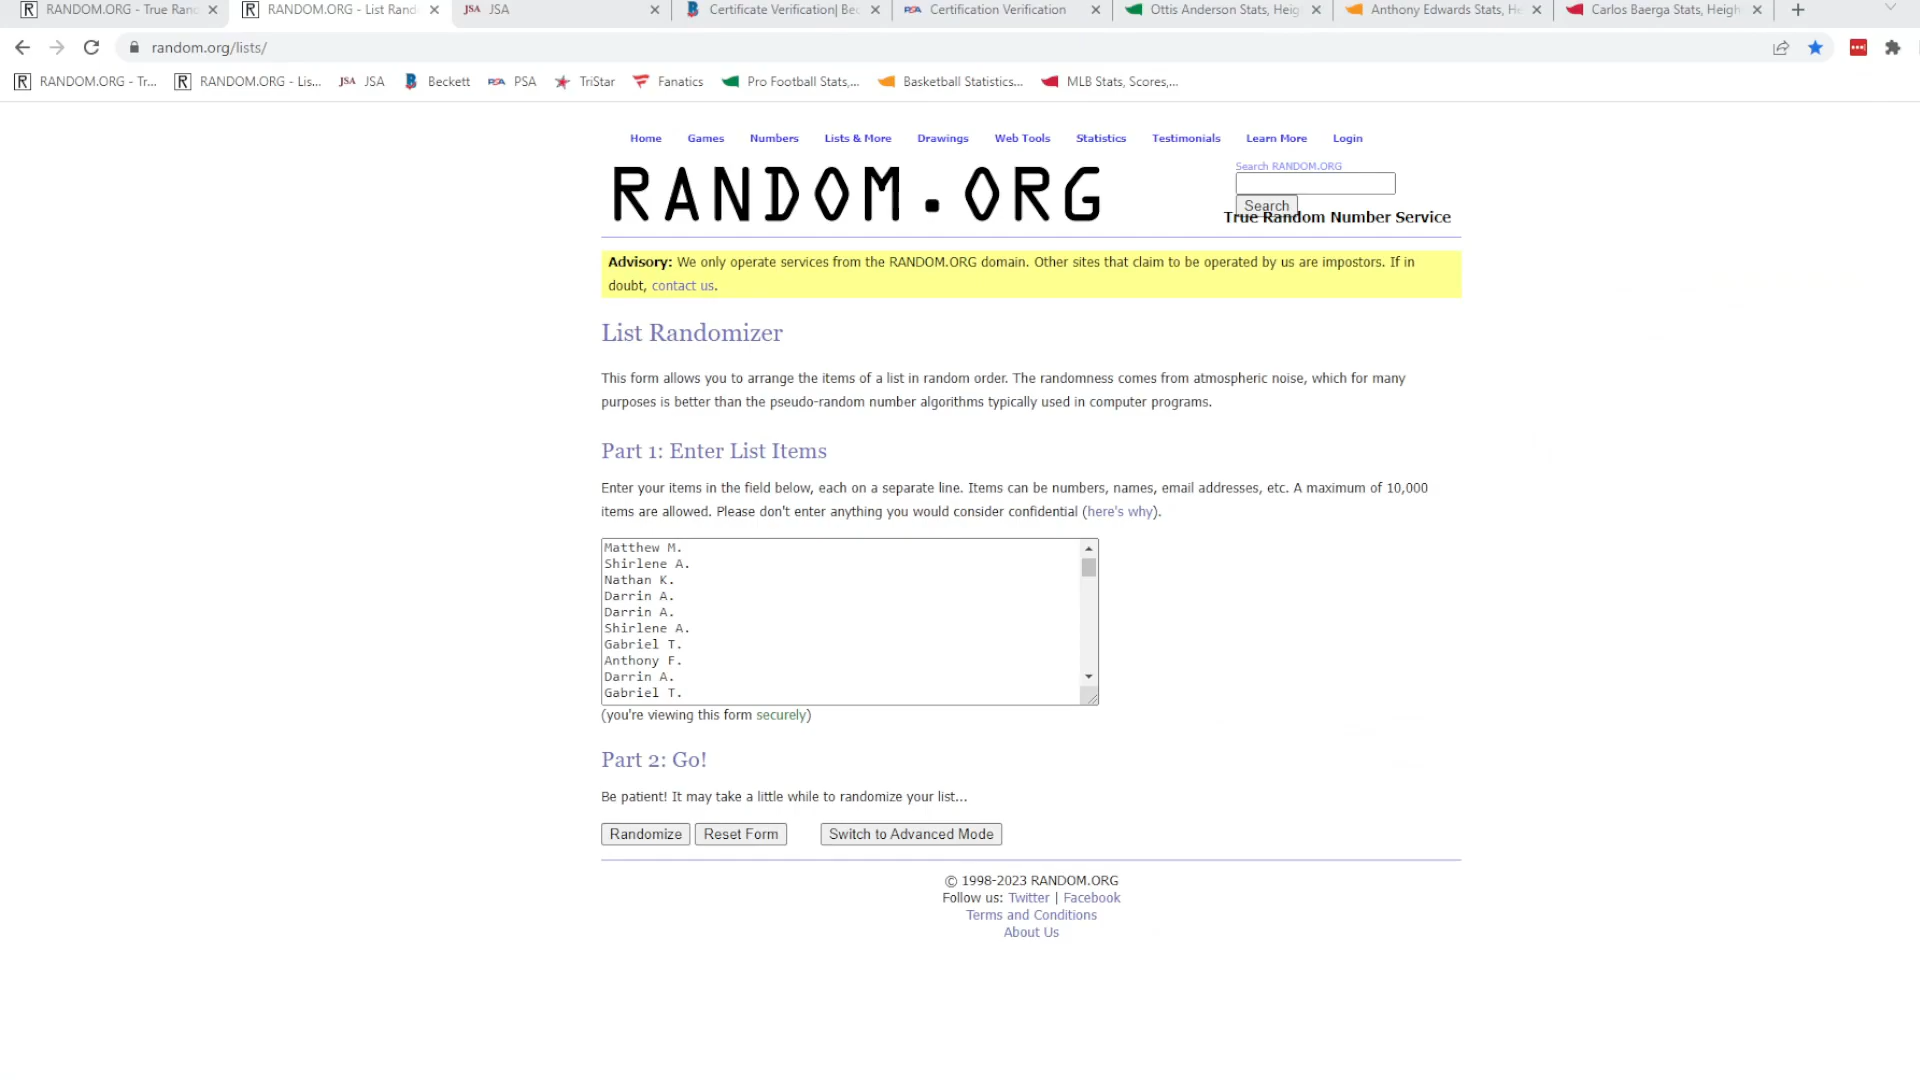 RANDOM.ORG - True Ranc
RANDOM.ORG - List Rand
JSA JSA
Certificate Verification| Bec
PSA Certification Verification
Ottis Anderson Stats, Heig
Anthony Edwards Stats, He
Carlos Baerga Stats, Height
random.org/lists/
R RANDOM.ORG - Tr...
R RANDOM.ORG - Lis...
JSA JSA
B Beckett
PSA PSA
TriStar
Fanatics
Pro Football Stats,...
Basketball Statistics...
MLB Stats, Scores,...
Home Games Numbers Lists & More Drawings Web Tools Statistics Testimonials Learn More Login
RANDOM.ORG
Search RANDOM.ORG
Search
True Random Number Service
Advisory: We only operate services from the RANDOM.ORG domain. Other sites that claim to be operated by us are impostors. If in
doubt, contact us.
List Randomizer
This form allows you to arrange the items of a list in random order. The randomness comes from atmospheric noise, which for many
purposes is better than the pseudo-random number algorithms typically used in computer programs.
Part 1: Enter List Items
Enter your items in the field below, each on a separate line. Items can be numbers, names, email addresses, etc. A maximum of 10,000
items are allowed. Please don't enter anything you would consider confidential (here's why).
Matthew M.
Shirlene A.
Nathan K.
Darrin A.
Darrin A.
Shirlene A.
Gabriel T.
Anthony F.
Darrin A.
Gabriel T.
(you're viewing this form securely)
Part 2: Go!
Be patient! It may take a little while to randomize your list...
Randomize Reset Form Switch to Advanced Mode
© 1998-2023 RANDOM.ORG
Follow us: Twitter | Facebook
Terms and Conditions
About Us